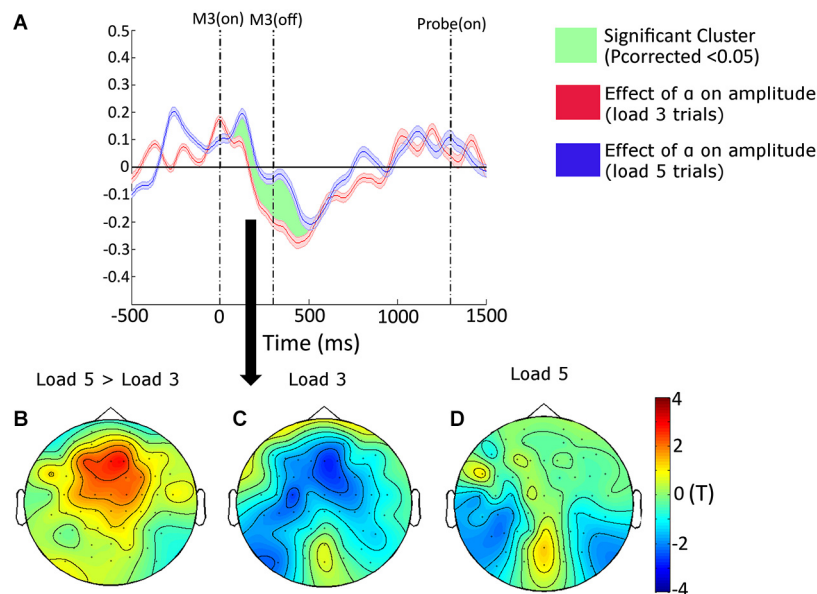 A
M3(on) M3(off) Probe(on)
0.5
0.4
0.3
0.2
0.1
0
-0.1
-0.2
-0.3
-0.4
-500 0 500 1000 1500
Time (ms)
Significant Cluster
(Pcorrected <0.05)
Effect of α on amplitude
(load 3 trials)
Effect of α on amplitude
(load 5 trials)
Load 5 > Load 3
Load 3
Load 5
B
C
D
4
2
0 (T)
-2
-4